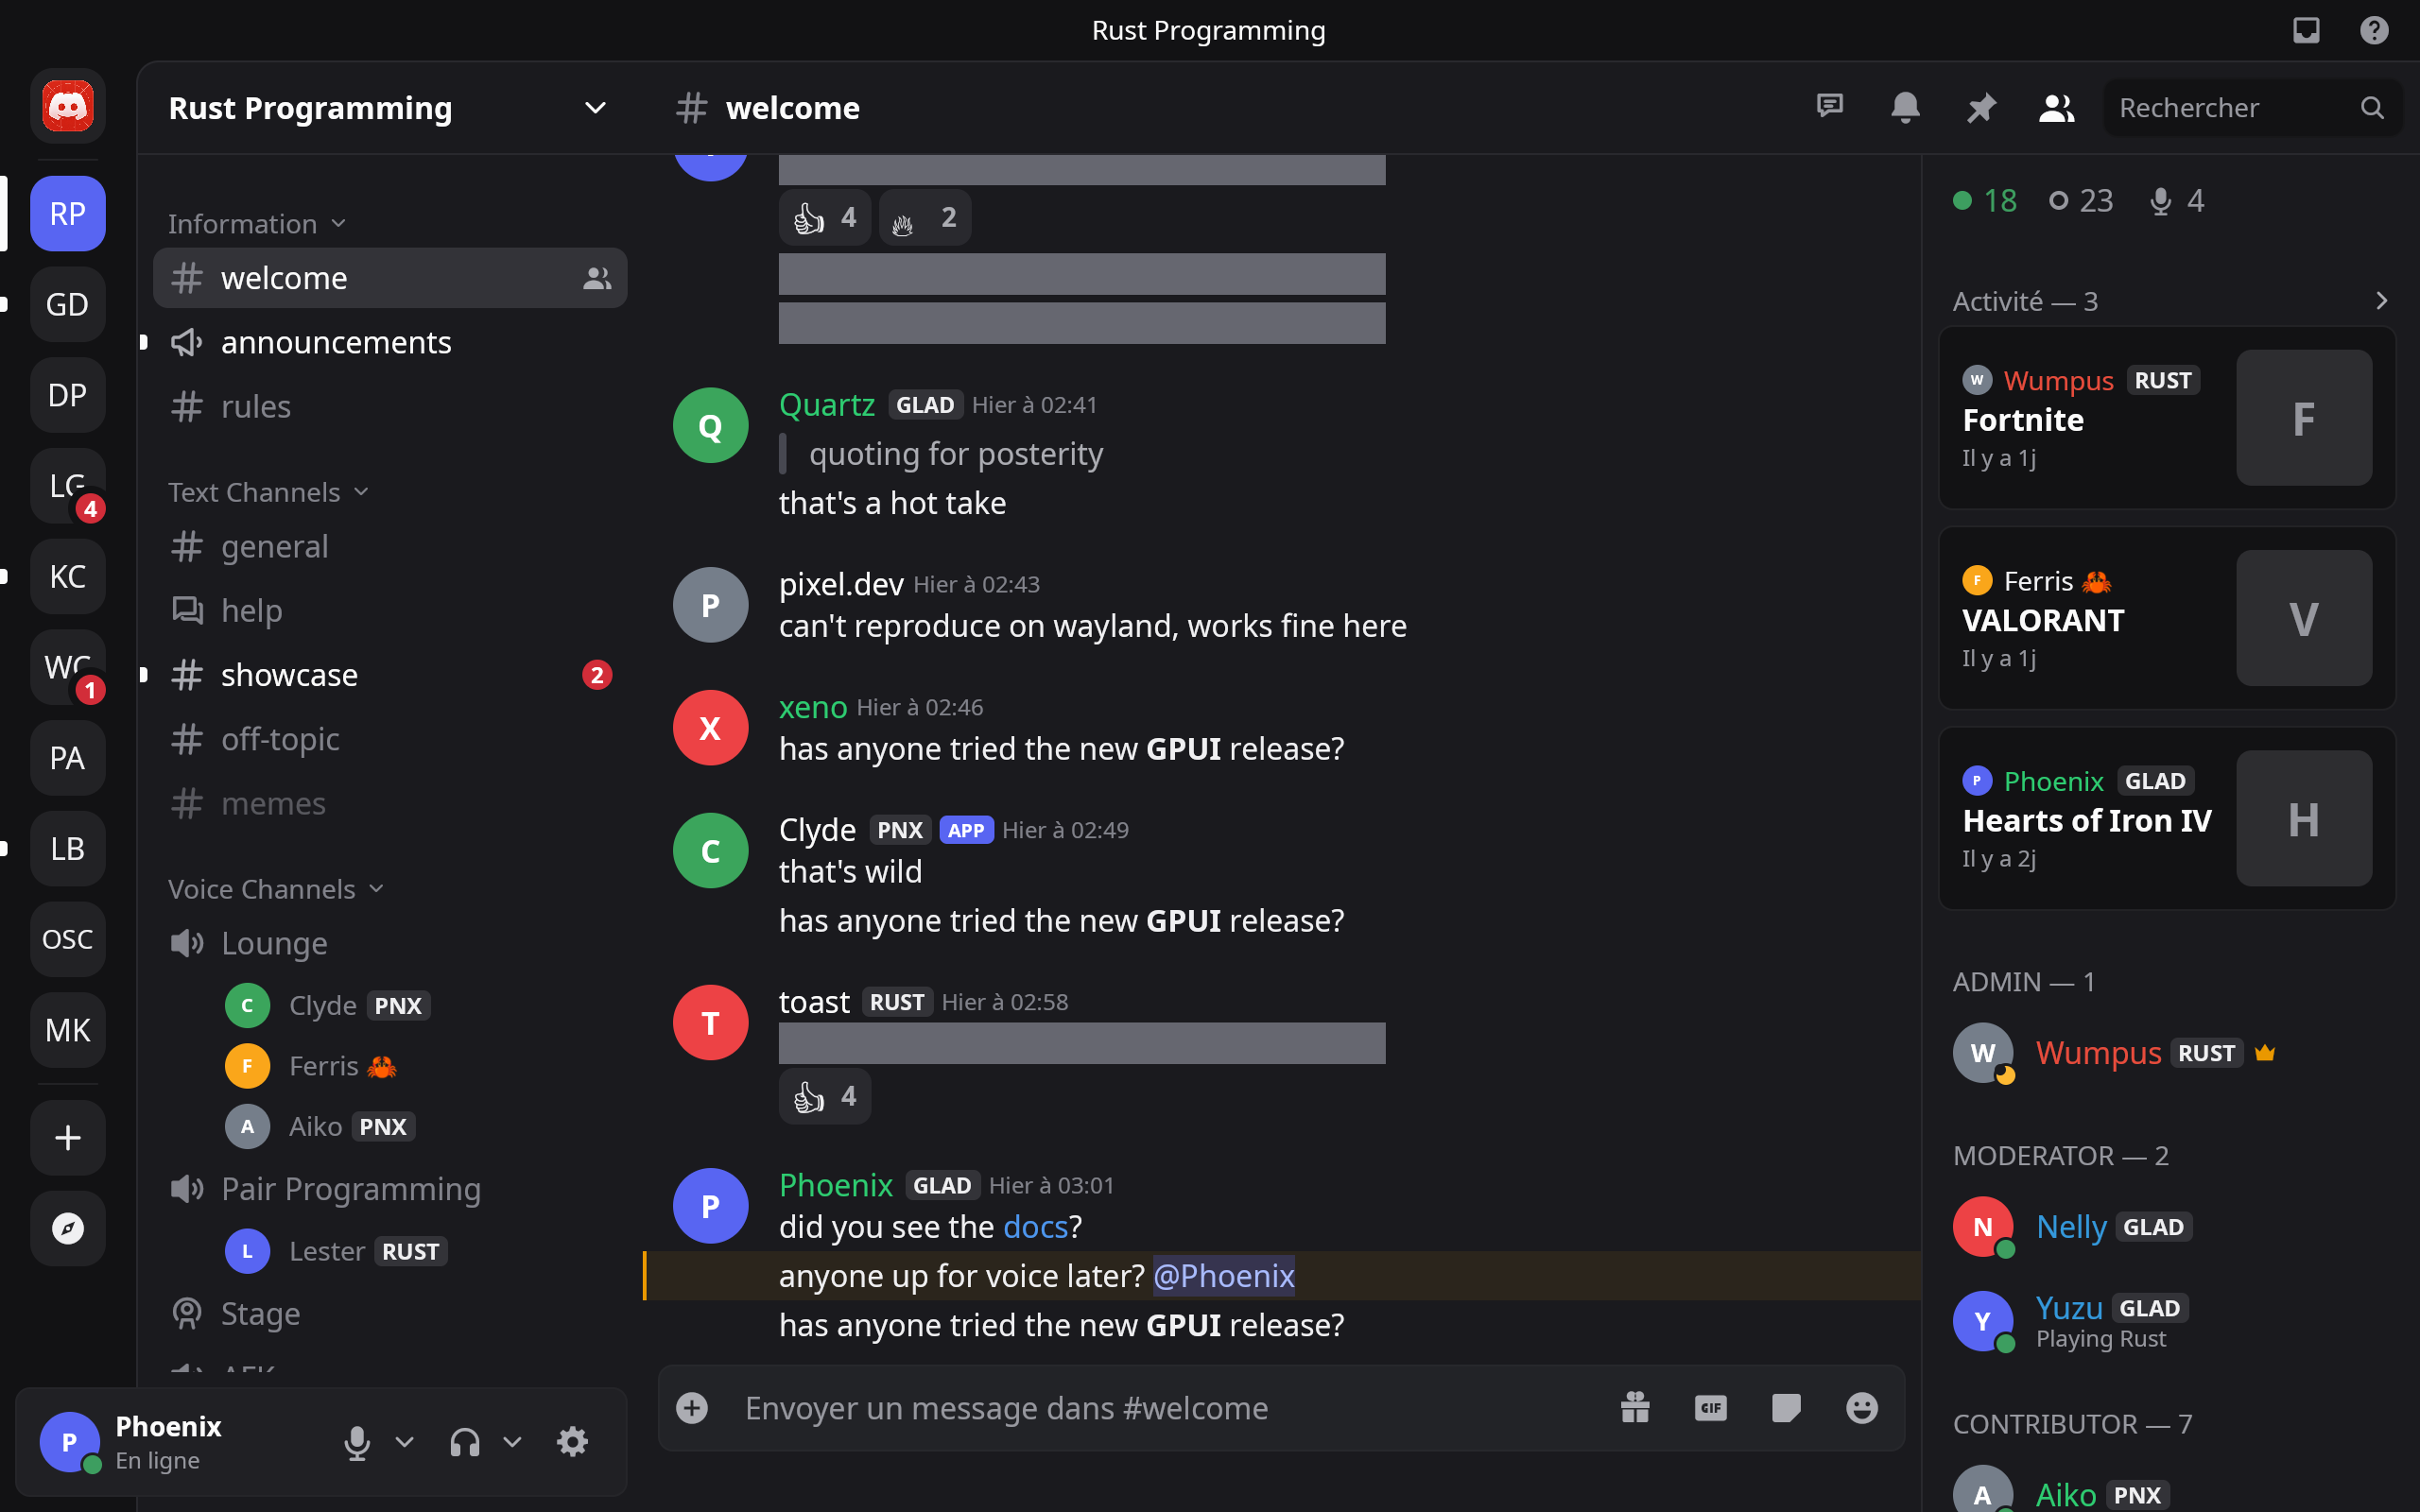 Rust Programming
RP
GD
DP
LG
4
KC
WC
1
PA
LB
OSC
MK
Rust Programming
Information
welcome
announcements
rules
Text Channels
general
help
showcase 2
off-topic
memes
Voice Channels
Lounge
C Clyde PNX
F Ferris 🦀
A Aiko PNX
Pair Programming
L Lester RUST
Stage
P Phoenix
En ligne
# welcome
Rechercher
👍 4 🔥 2
Q Quartz GLAD Hier à 02:41
quoting for posterity
that's a hot take
P pixel.dev Hier à 02:43
can't reproduce on wayland, works fine here
X xeno Hier à 02:46
has anyone tried the new GPUI release?
C Clyde PNX APP Hier à 02:49
that's wild
has anyone tried the new GPUI release?
T toast RUST Hier à 02:58
👍 4
P Phoenix GLAD Hier à 03:01
did you see the docs?
anyone up for voice later? @Phoenix
has anyone tried the new GPUI release?
Envoyer un message dans #welcome
GIF
18 23 4
Activité — 3
W Wumpus RUST
Fortnite
Il y a 1j
F
F Ferris 🦀
VALORANT
Il y a 1j
V
P Phoenix GLAD
Hearts of Iron IV
Il y a 2j
H
ADMIN — 1
W Wumpus RUST
MODERATOR — 2
N Nelly GLAD
Y Yuzu GLAD
Playing Rust
CONTRIBUTOR — 7
A Aiko PNX